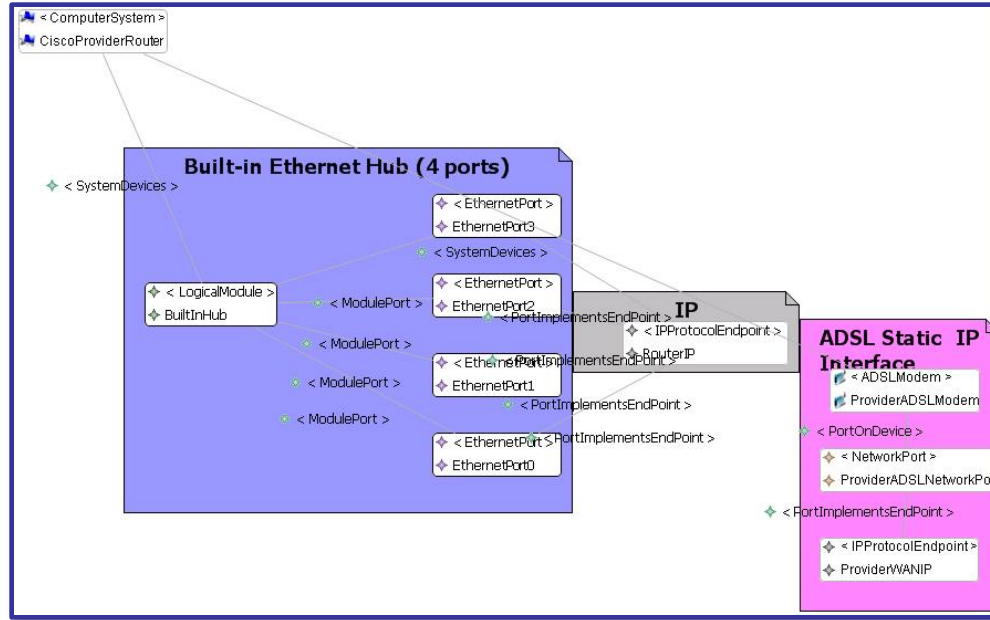 < ComputerSystem >
CiscoProviderRouter
Built-in Ethernet Hub (4 ports)
< SystemDevices >
< EthernetPort >
EthernetPort3
< SystemDevices >
< LogicalModule >
BuiltInHub
< EthernetPort >
EthernetPort2
< ModulePort >
< PortImplementsEndPoint >
IP
< IPProtocolEndpoint >
RouterIP
< ModulePort >
< EthernetPort >
EthernetPort1
< PortImplementsEndPoint >
< ModulePort >
< PortImplementsEndPoint >
< ModulePort >
< EthernetPort >
EthernetPort0
< PortImplementsEndPoint >
ADSL Static IP
Interface
< ADSLModem >
ProviderADSLModem
< PortOnDevice >
< NetworkPort >
ProviderADSLNetworkPo
< PortImplementsEndPoint >
< IPProtocolEndpoint >
ProviderWANIP